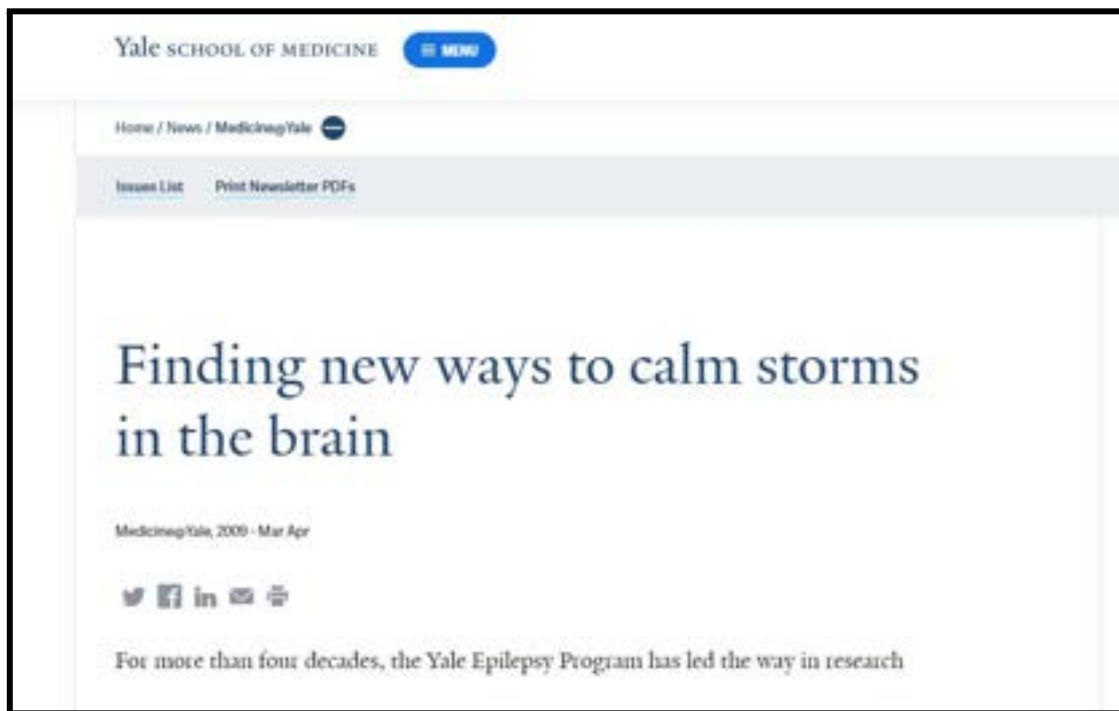 Yale SCHOOL OF MEDICINE ≡ MENU
Home / News / Medicine@Yale
Issues List Print Newsletter PDFs
Finding new ways to calm storms
in the brain
Medicine@Yale, 2009 - Mar Apr
For more than four decades, the Yale Epilepsy Program has led the way in research